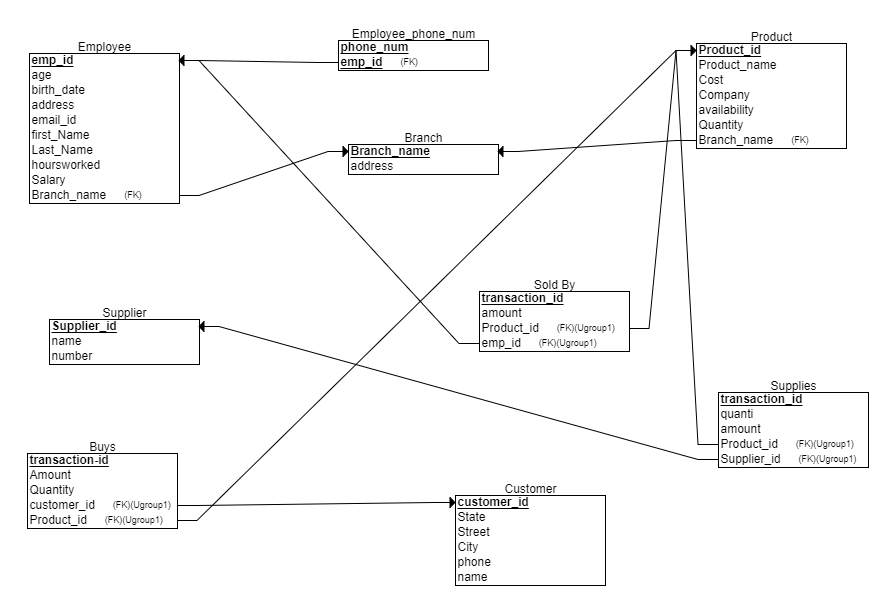 Employee
emp_id
age
birth_date
address
email_id
first_Name
Last_Name
hoursworked
Salary
Branch_name (FK)
Employee_phone_num
phone_num
emp_id (FK)
Product
Product_id
Product_name
Cost
Company
availability
Quantity
Branch_name (FK)
Branch
Branch_name
address
Sold By
transaction_id
amount
Product_id (FK)(Ugroup1)
emp_id (FK)(Ugroup1)
Supplier
Supplier_id
name
number
Supplies
transaction_id
quanti
amount
Product_id (FK)(Ugroup1)
Supplier_id (FK)(Ugroup1)
Buys
transaction-id
Amount
Quantity
customer_id (FK)(Ugroup1)
Product_id (FK)(Ugroup1)
Customer
customer_id
State
Street
City
phone
name